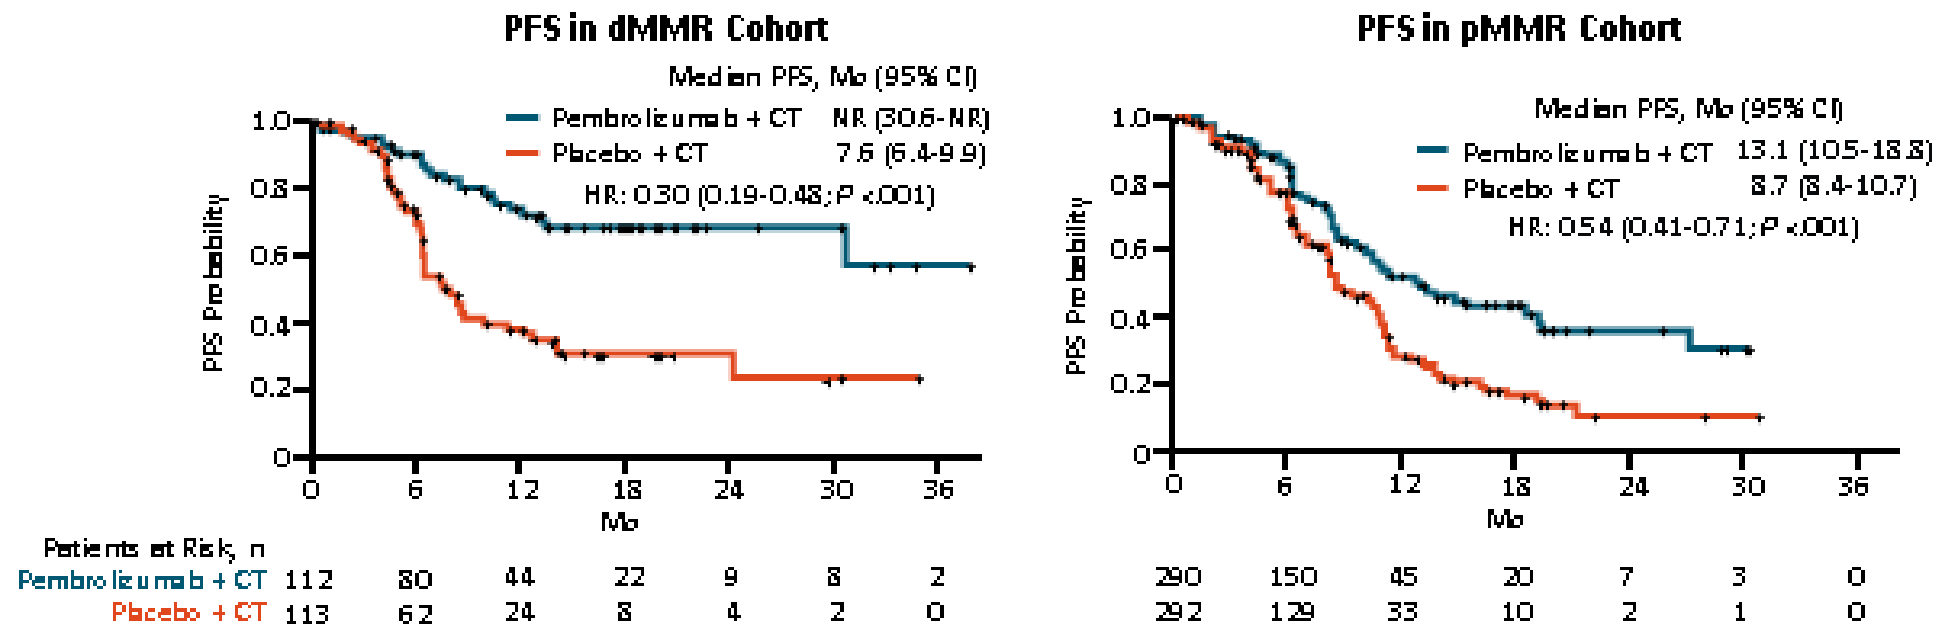 PFS in dMMR Cohort
Median PFS, Mo (95% CI)
Pembrolizumab + CT NR (30.6-NR)
Placebo + CT 7.6 (6.4-9.9)
HR: 0.30 (0.19-0.48; P <.001)
PFS Probability
1.0
0.8
0.6
0.4
0.2
0
0 6 12 18 24 30 36
Mo
PFS in pMMR Cohort
Median PFS, Mo (95% CI)
Pembrolizumab + CT 13.1 (10.5-18.8)
Placebo + CT 8.7 (8.4-10.7)
HR: 0.54 (0.41-0.71; P <.001)
PFS Probability
1.0
0.8
0.6
0.4
0.2
0
0 6 12 18 24 30 36
Mo
Patients at Risk, n
Pembrolizumab + CT 112 80 44 22 9 8 2 290 150 45 20 7 3 0
Placebo + CT 113 62 24 8 4 2 0 292 129 33 10 2 1 0